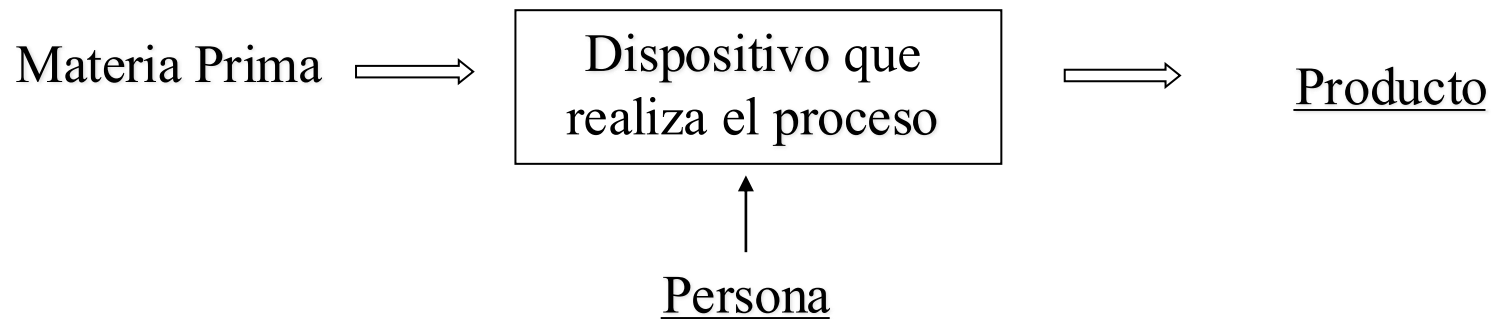 Materia Prima
Dispositivo que
realiza el proceso
Producto
Persona